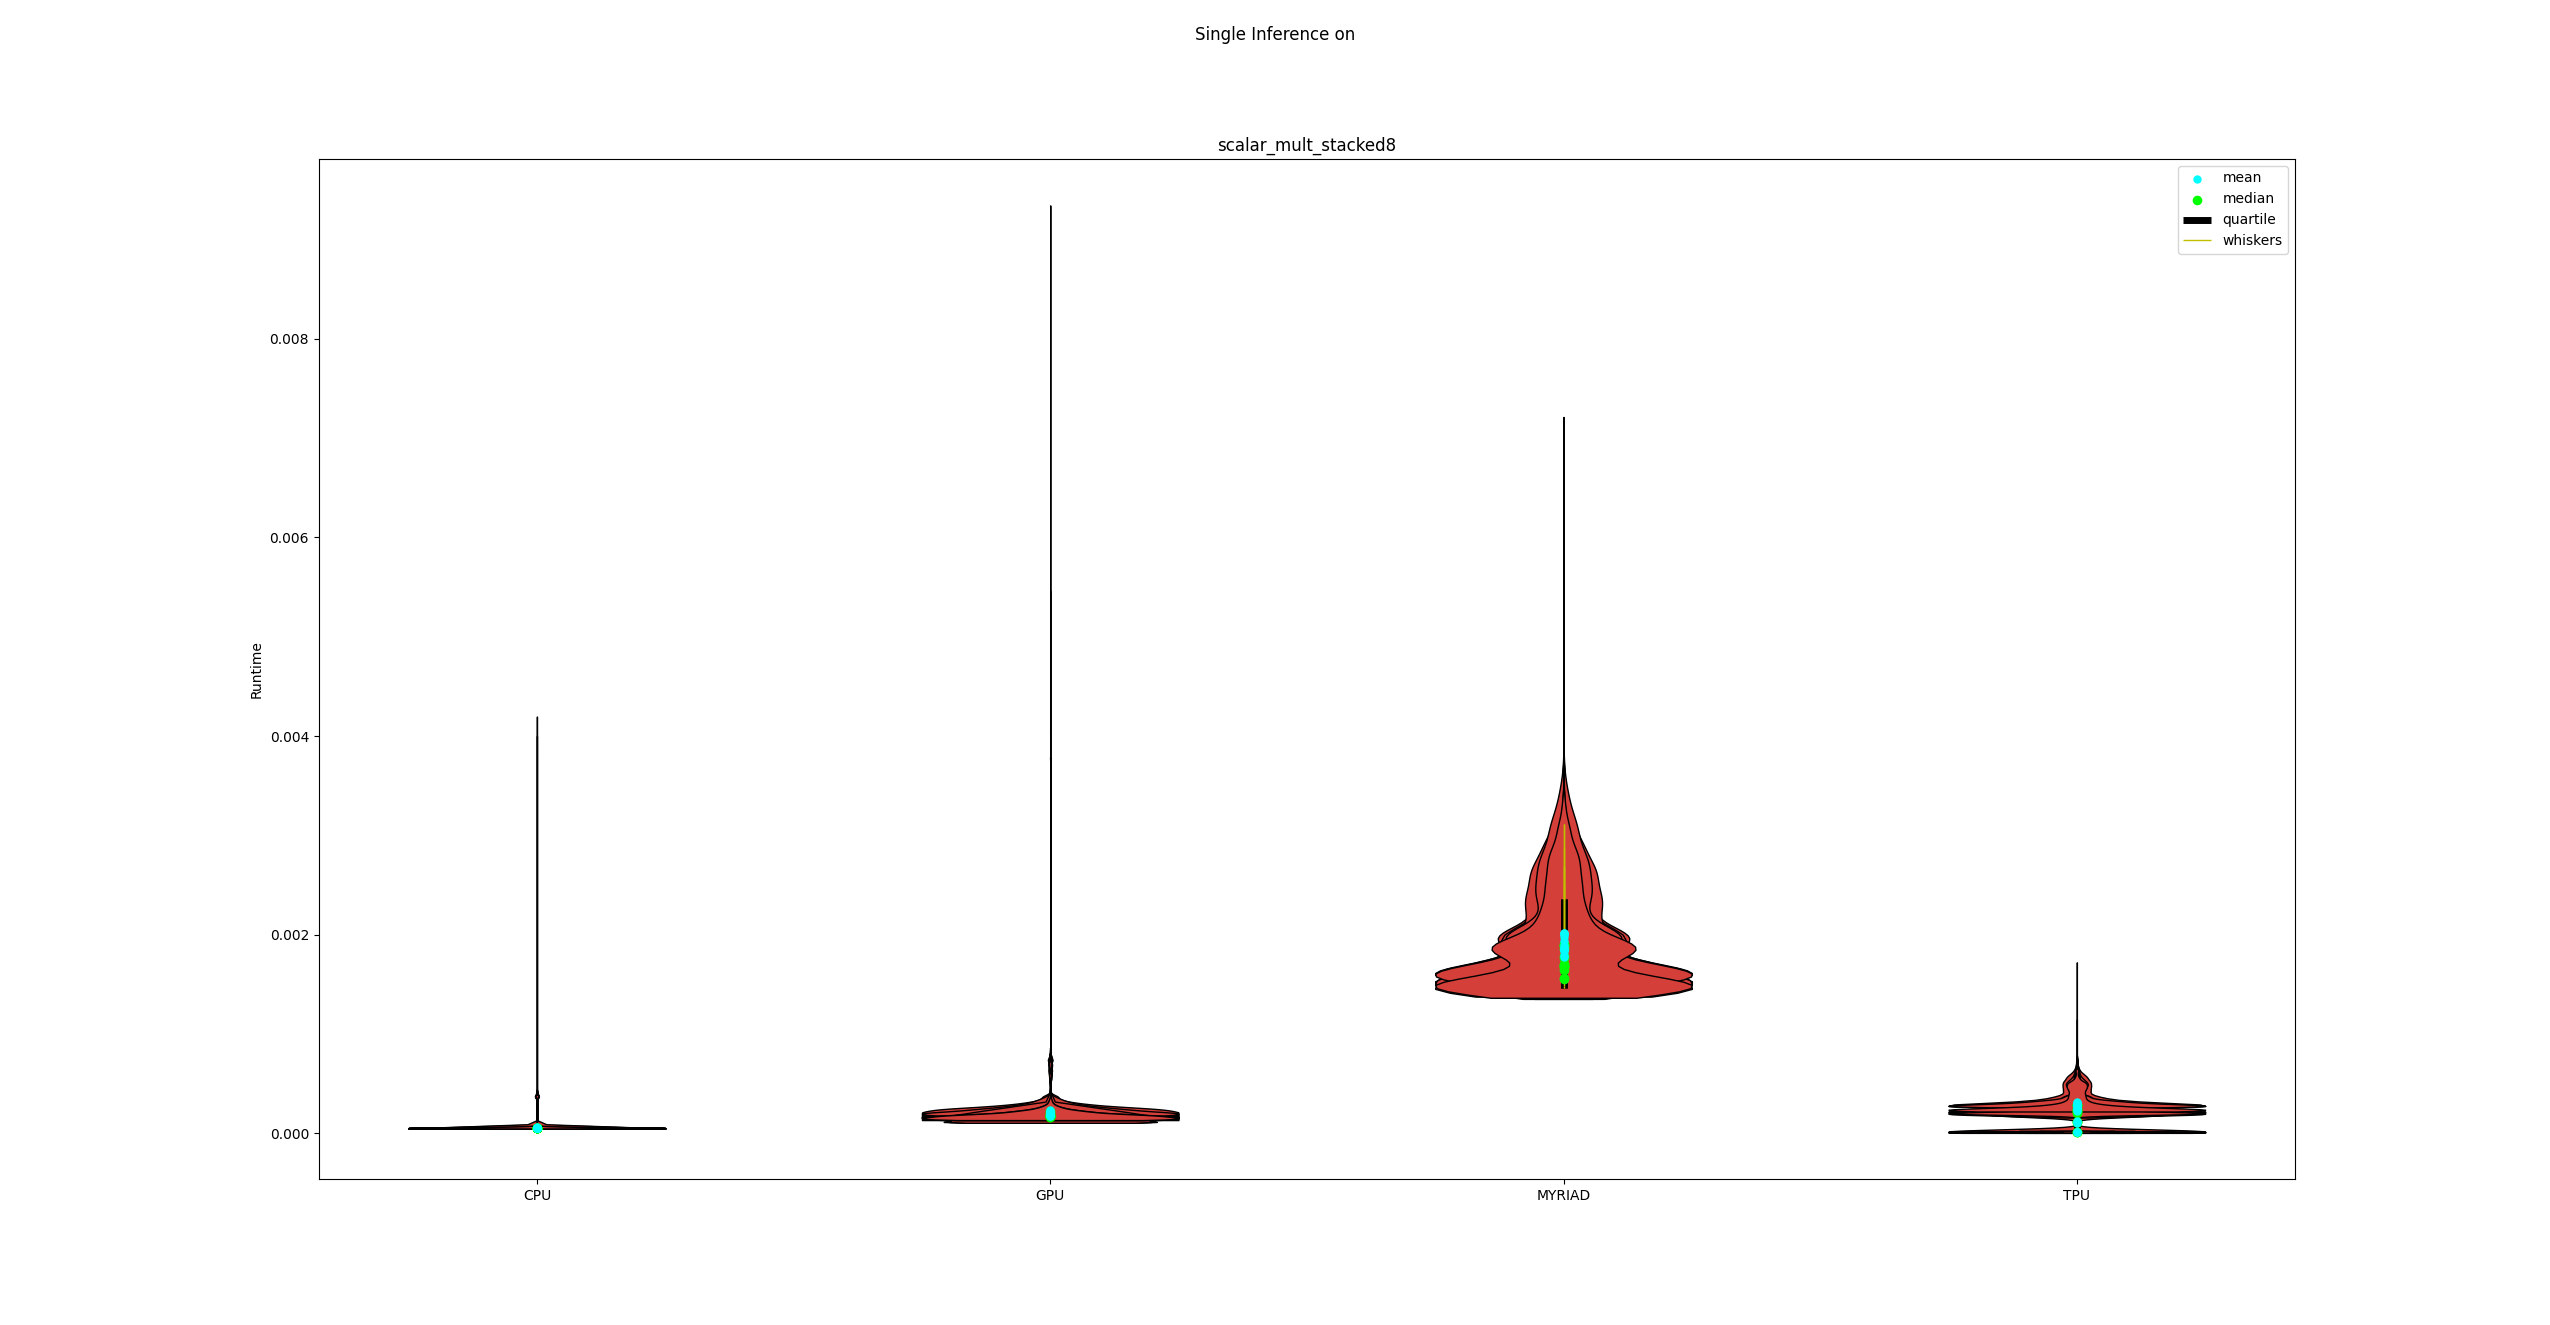 Single Inference on
scalar_mult_stacked8
mean
median
quartile
whiskers
0.008
0.006
0.004
0.002
0.000
Runtime
CPU
GPU
MYRIAD
TPU